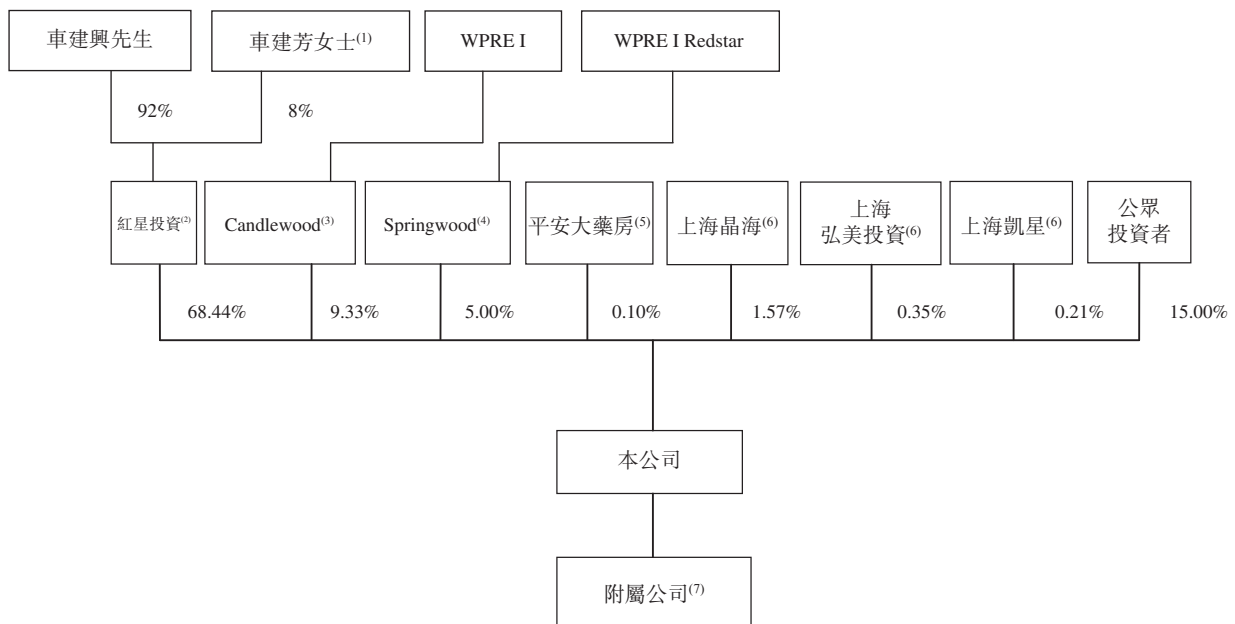 車建興先生
車建芳女士(1)
WPRE I
WPRE I Redstar
92%
8%
紅星投資(2)
Candlewood(3)
Springwood(4)
平安大藥房(5)
上海晶海(6)
上海
弘美投資(6)
上海凱星(6)
公眾
投資者
68.44%
9.33%
5.00%
0.10%
1.57%
0.35%
0.21%
15.00%
本公司
附屬公司(7)